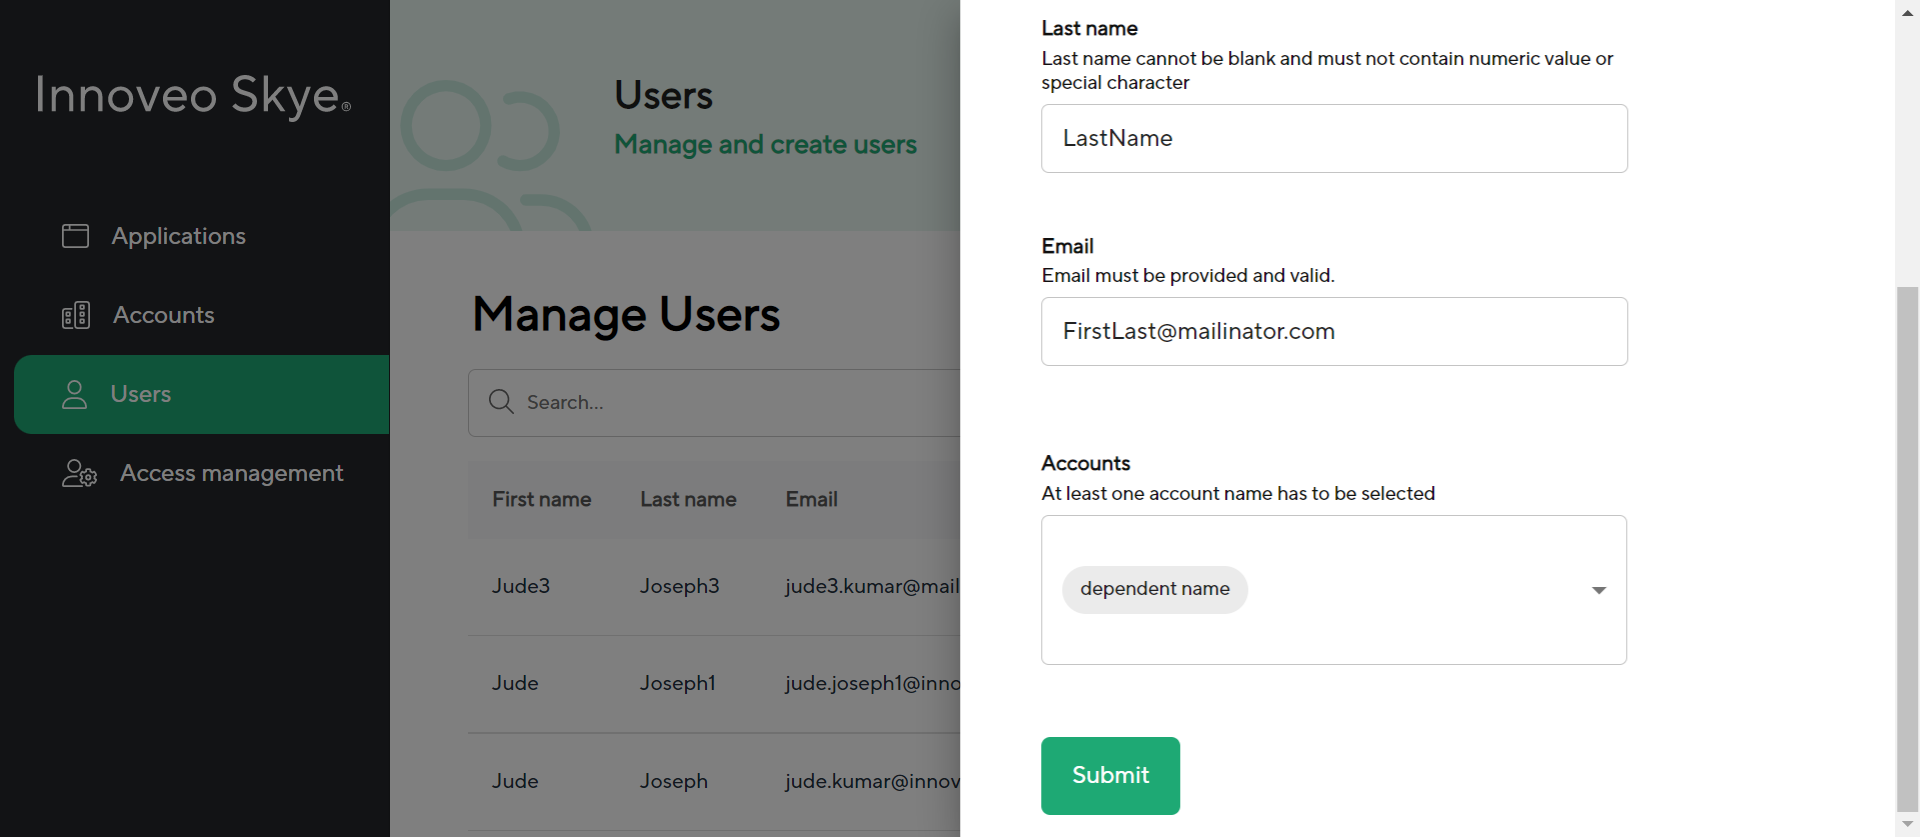 Innoveo Skye®
Applications
Accounts
Users
Access management
Users
Manage and create users
Manage Users
Search...
First name Last name Email
Jude3 Joseph3 jude3.kumar@mail
Jude Joseph1 jude.joseph1@inno
Jude Joseph jude.kumar@innov
Last name
Last name cannot be blank and must not contain numeric value or
special character
LastName
Email
Email must be provided and valid.
FirstLast@mailinator.com
Accounts
At least one account name has to be selected
dependent name
Submit